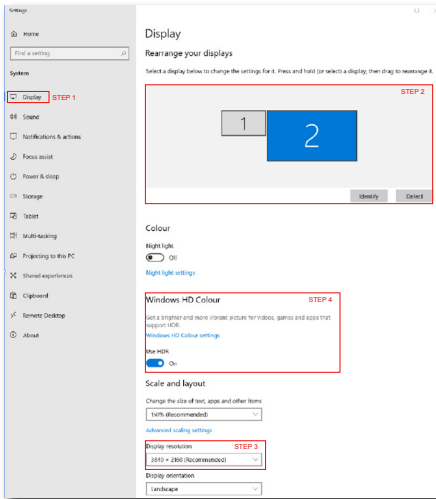 Settings
Home
Find a setting
System
Display STEP 1
Sound
Notifications & actions
Focus assist
Power & sleep
Storage
Tablet
Multi-tasking
Projecting to this PC
Shared experiences
Clipboard
Remote Desktop
About
Display
Rearrange your displays
Select a display below to change the settings for it. Press and hold (or select) a display, then drag to rearrange it.
STEP 2
1 2
Identify Detect
Colour
Night light
Off
Night light settings
Windows HD Colour STEP 4
Get a brighter and more vibrant picture for videos, games and apps that
support HDR.
Windows HD Colour settings
Use HDR
On
Scale and layout
Change the size of text, apps and other items
150% (Recommended)
Advanced scaling settings
Display resolution STEP 3
3840 × 2160 (Recommended)
Display orientation
Landscape